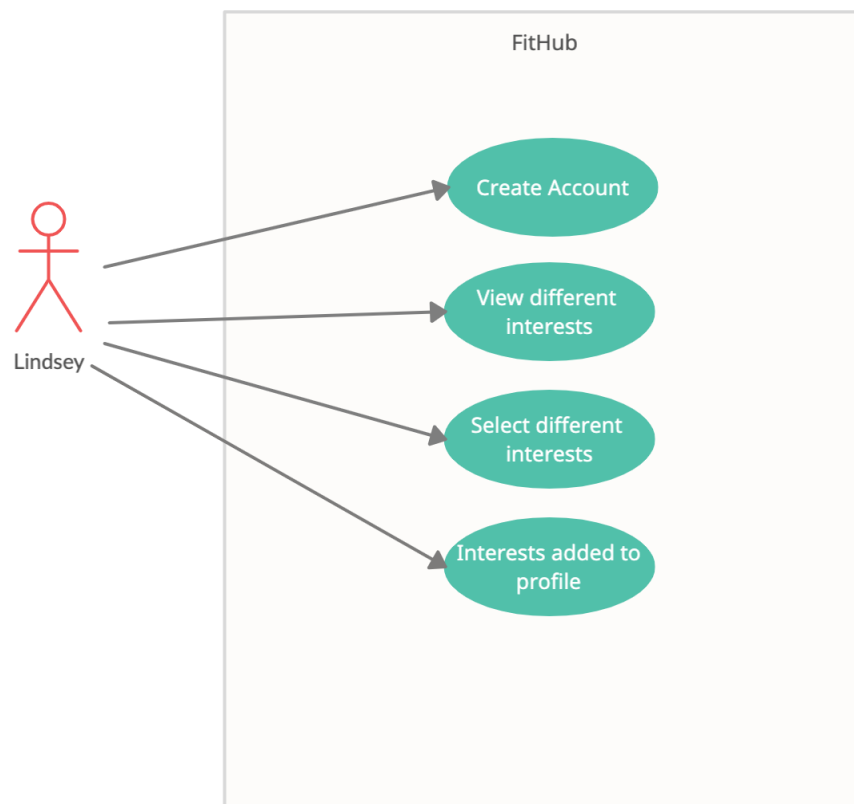 FitHub
Create Account
View different
interests
Lindsey
Select different
interests
Interests added to
profile